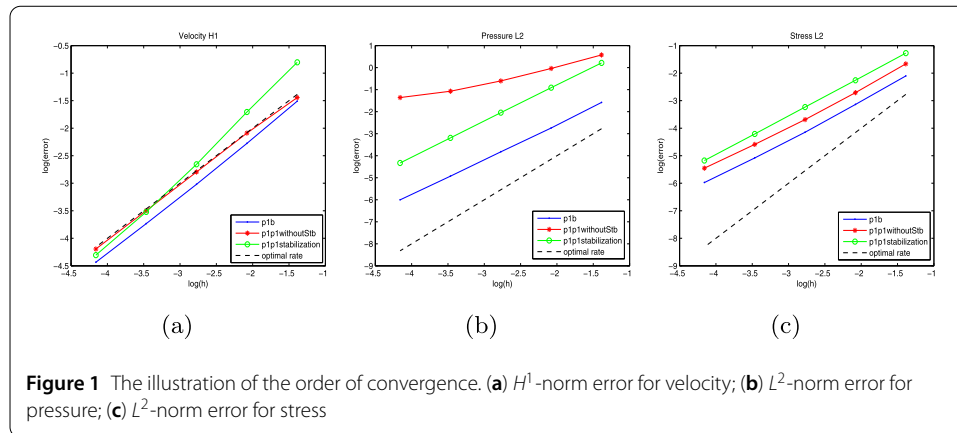 Velocity H1
−0.5
−1
−1.5
−2
−2.5
−3
−3.5
−4
−4.5
log(error)
−4.5 −4 −3.5 −3 −2.5 −2 −1.5 −1
log(h)
p1b
p1p1withoutStb
p1p1stabilization
optimal rate
(a)
Pressure L2
1
0
−1
−2
−3
−4
−5
−6
−7
−8
−9
log(error)
−4.5 −4 −3.5 −3 −2.5 −2 −1.5 −1
log(h)
p1b
p1p1withoutStb
p1p1stabilization
optimal rate
(b)
Stress L2
−1
−2
−3
−4
−5
−6
−7
−8
−9
log(error)
−4.5 −4 −3.5 −3 −2.5 −2 −1.5 −1
log(h)
p1b
p1p1withoutStb
p1p1stabilization
optimal rate
(c)
Figure 1 The illustration of the order of convergence. (a) H¹-norm error for velocity; (b) L²-norm error for
pressure; (c) L²-norm error for stress